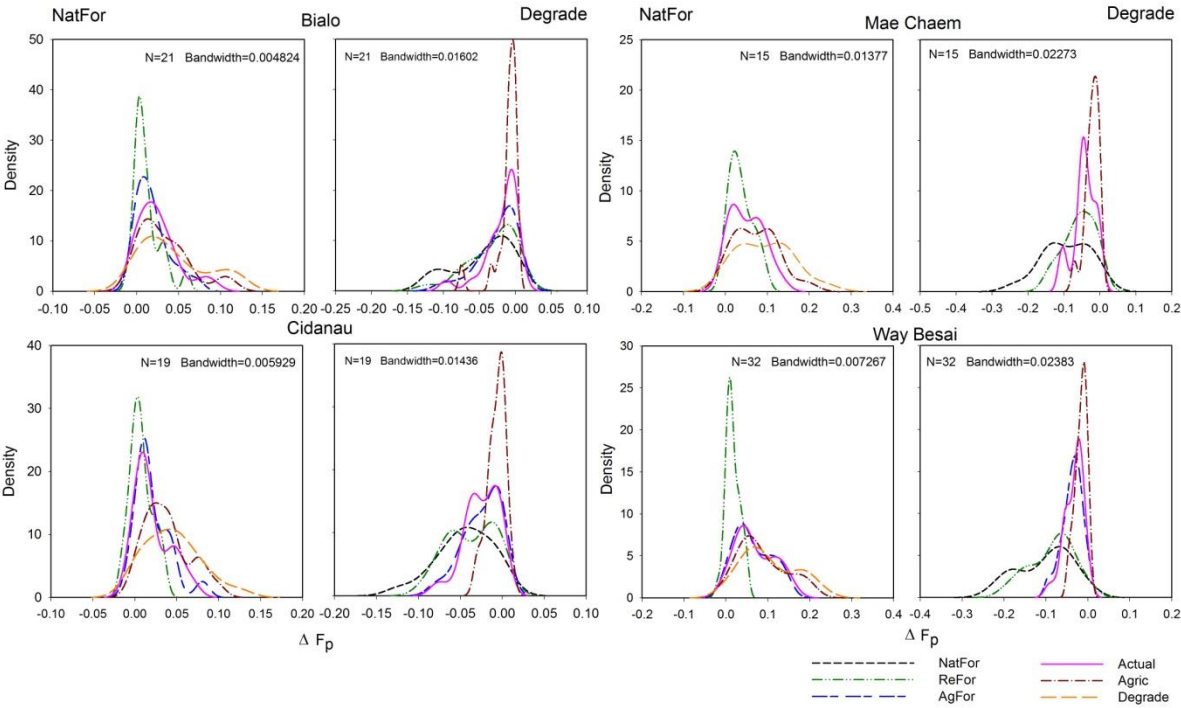 NatFor Bialo Degrade NatFor Mae Chaem Degrade
N=21 Bandwidth=0.004824
N=21 Bandwidth=0.01602
N=15 Bandwidth=0.01377
N=15 Bandwidth=0.02273
Density
50
40
30
20
10
0
Density
25
20
15
10
5
0
-0.10 -0.05 0.00 0.05 0.10 0.15 0.20
-0.25 -0.20 -0.15 -0.10 -0.05 0.00 0.05 0.10
-0.2 -0.1 0.0 0.1 0.2 0.3 0.4
-0.5 -0.4 -0.3 -0.2 -0.1 0.0 0.1 0.2
Cidanau Way Besai
N=19 Bandwidth=0.005929
N=19 Bandwidth=0.01436
N=32 Bandwidth=0.007267
N=32 Bandwidth=0.02383
Density
40
30
20
10
0
Density
30
25
20
15
10
5
0
-0.10 -0.05 0.00 0.05 0.10 0.15 0.20
-0.20 -0.15 -0.10 -0.05 0.00 0.05 0.10
-0.2 -0.1 0.0 0.1 0.2 0.3 0.4
-0.4 -0.3 -0.2 -0.1 0.0 0.1 0.2
Δ Fp
Δ Fp
NatFor Actual
ReFor Agric
AgFor Degrade